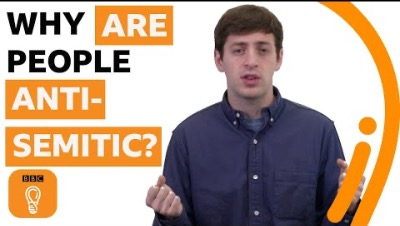 WHY ARE
PEOPLE
ANTI-
SEMITIC?
BBC